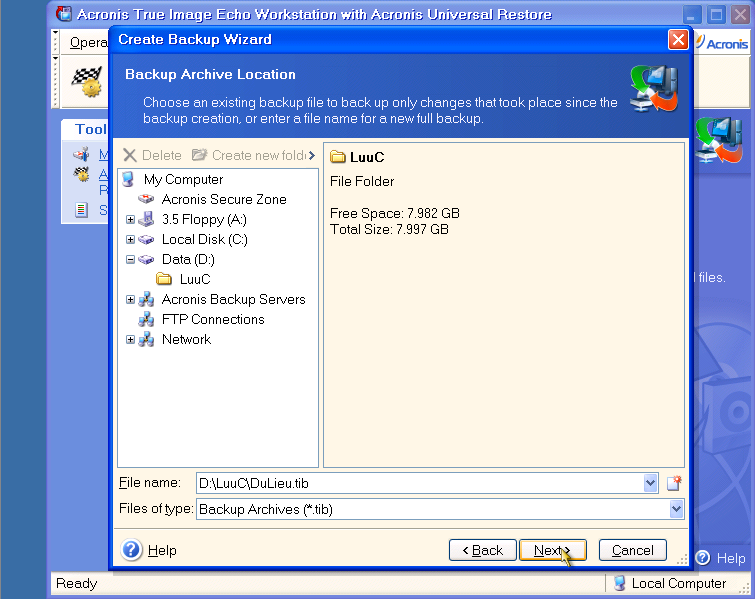 Acronis True Image Echo Workstation with Acronis Universal Restore
Opera
Acronis
Create Backup Wizard
Backup Archive Location
Choose an existing backup file to back up only changes that took place since the
backup creation, or enter a file name for a new full backup.
Tool
M
A
R
S
Delete Create new fold
My Computer
Acronis Secure Zone
3.5 Floppy (A:)
Local Disk (C:)
Data (D:)
LuuC
Acronis Backup Servers
FTP Connections
Network
LuuC
File Folder
Free Space: 7.982 GB
Total Size: 7.997 GB
l files.
File name: D:\LuuC\DuLieu.tib
Files of type: Backup Archives (*.tib)
Help
< Back
Next >
Cancel
Help
Ready
Local Computer